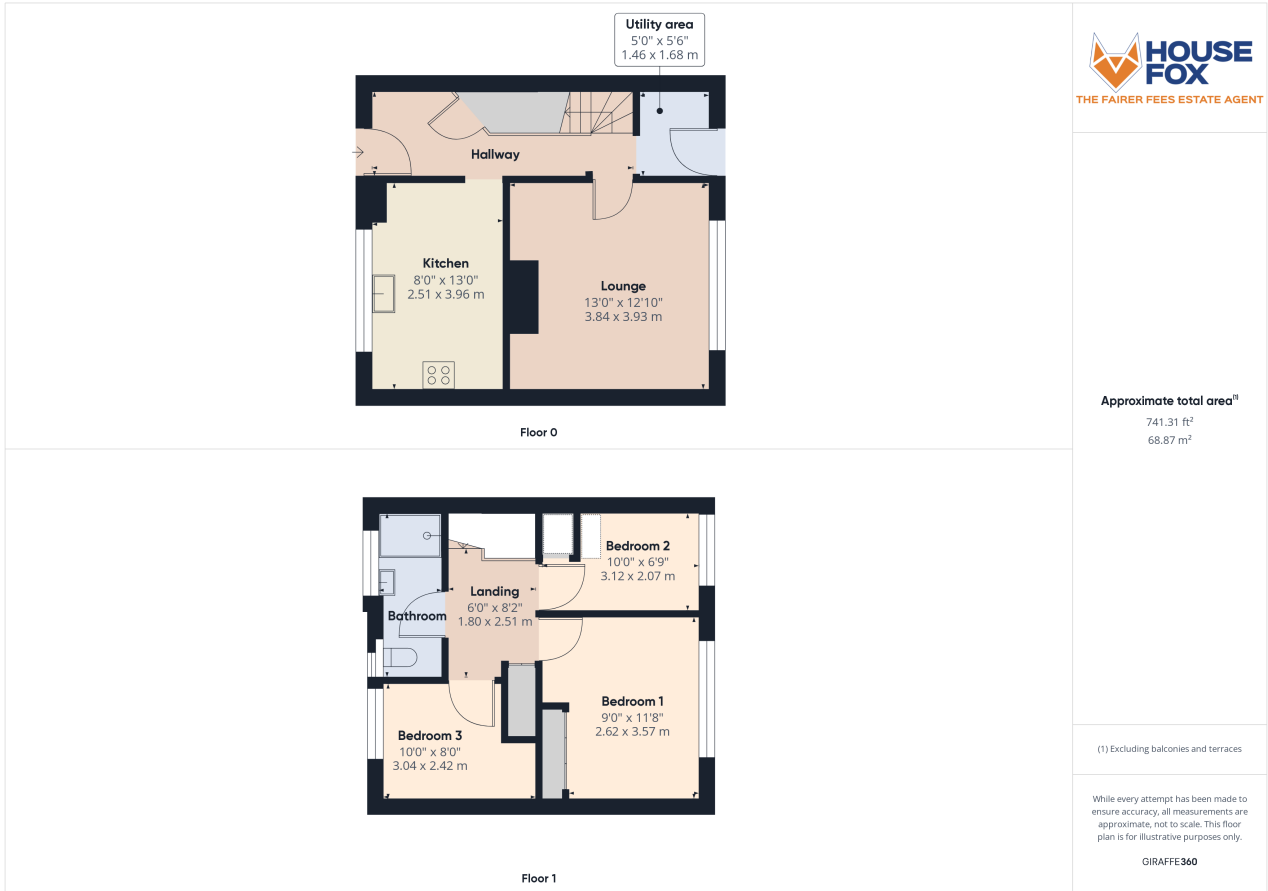 Utility area
5'0" x 5'6"
1.46 x 1.68 m
Hallway
Kitchen
8'0" x 13'0"
2.51 x 3.96 m
Lounge
13'0" x 12'10"
3.84 x 3.93 m
Floor 0
Bathroom
Landing
6'0" x 8'2"
1.80 x 2.51 m
Bedroom 2
10'0" x 6'9"
3.12 x 2.07 m
Bedroom 1
9'0" x 11'8"
2.62 x 3.57 m
Bedroom 3
10'0" x 8'0"
3.04 x 2.42 m
Floor 1
HOUSE
FOX
THE FAIRER FEES ESTATE AGENT
Approximate total area(1)
741.31 ft²
68.87 m²
(1) Excluding balconies and terraces
While every attempt has been made to
ensure accuracy, all measurements are
approximate, not to scale. This floor
plan is for illustrative purposes only.
GIRAFFE360